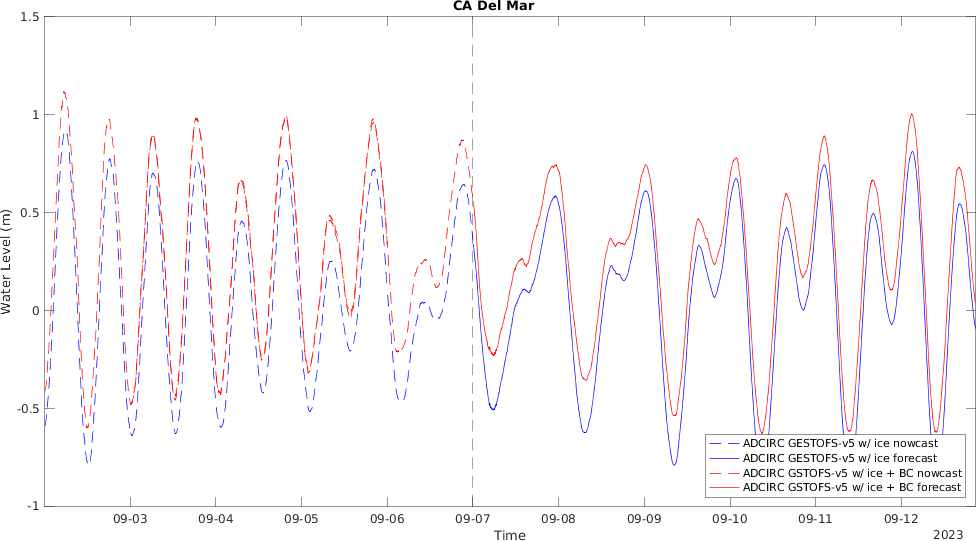 CA Del Mar
1.5
1
0.5
0
-0.5
-1
Water Level (m)
09-03 09-04 09-05 09-06 09-07 09-08 09-09 09-10 09-11 09-12
Time
2023
ADCIRC GESTOFS-v5 w/ ice nowcast
ADCIRC GESTOFS-v5 w/ ice forecast
ADCIRC GSTOFS-v5 w/ ice + BC nowcast
ADCIRC GSTOFS-v5 w/ ice + BC forecast